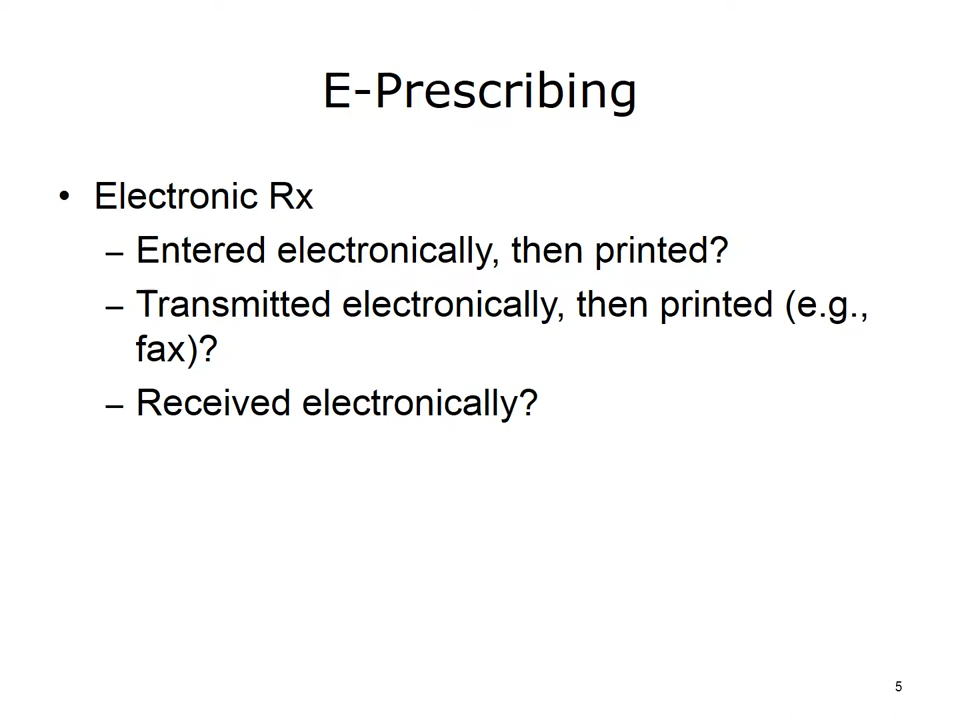 E-Prescribing
• Electronic Rx
– Entered electronically, then printed?
– Transmitted electronically, then printed (e.g.,
fax)?
– Received electronically?
5